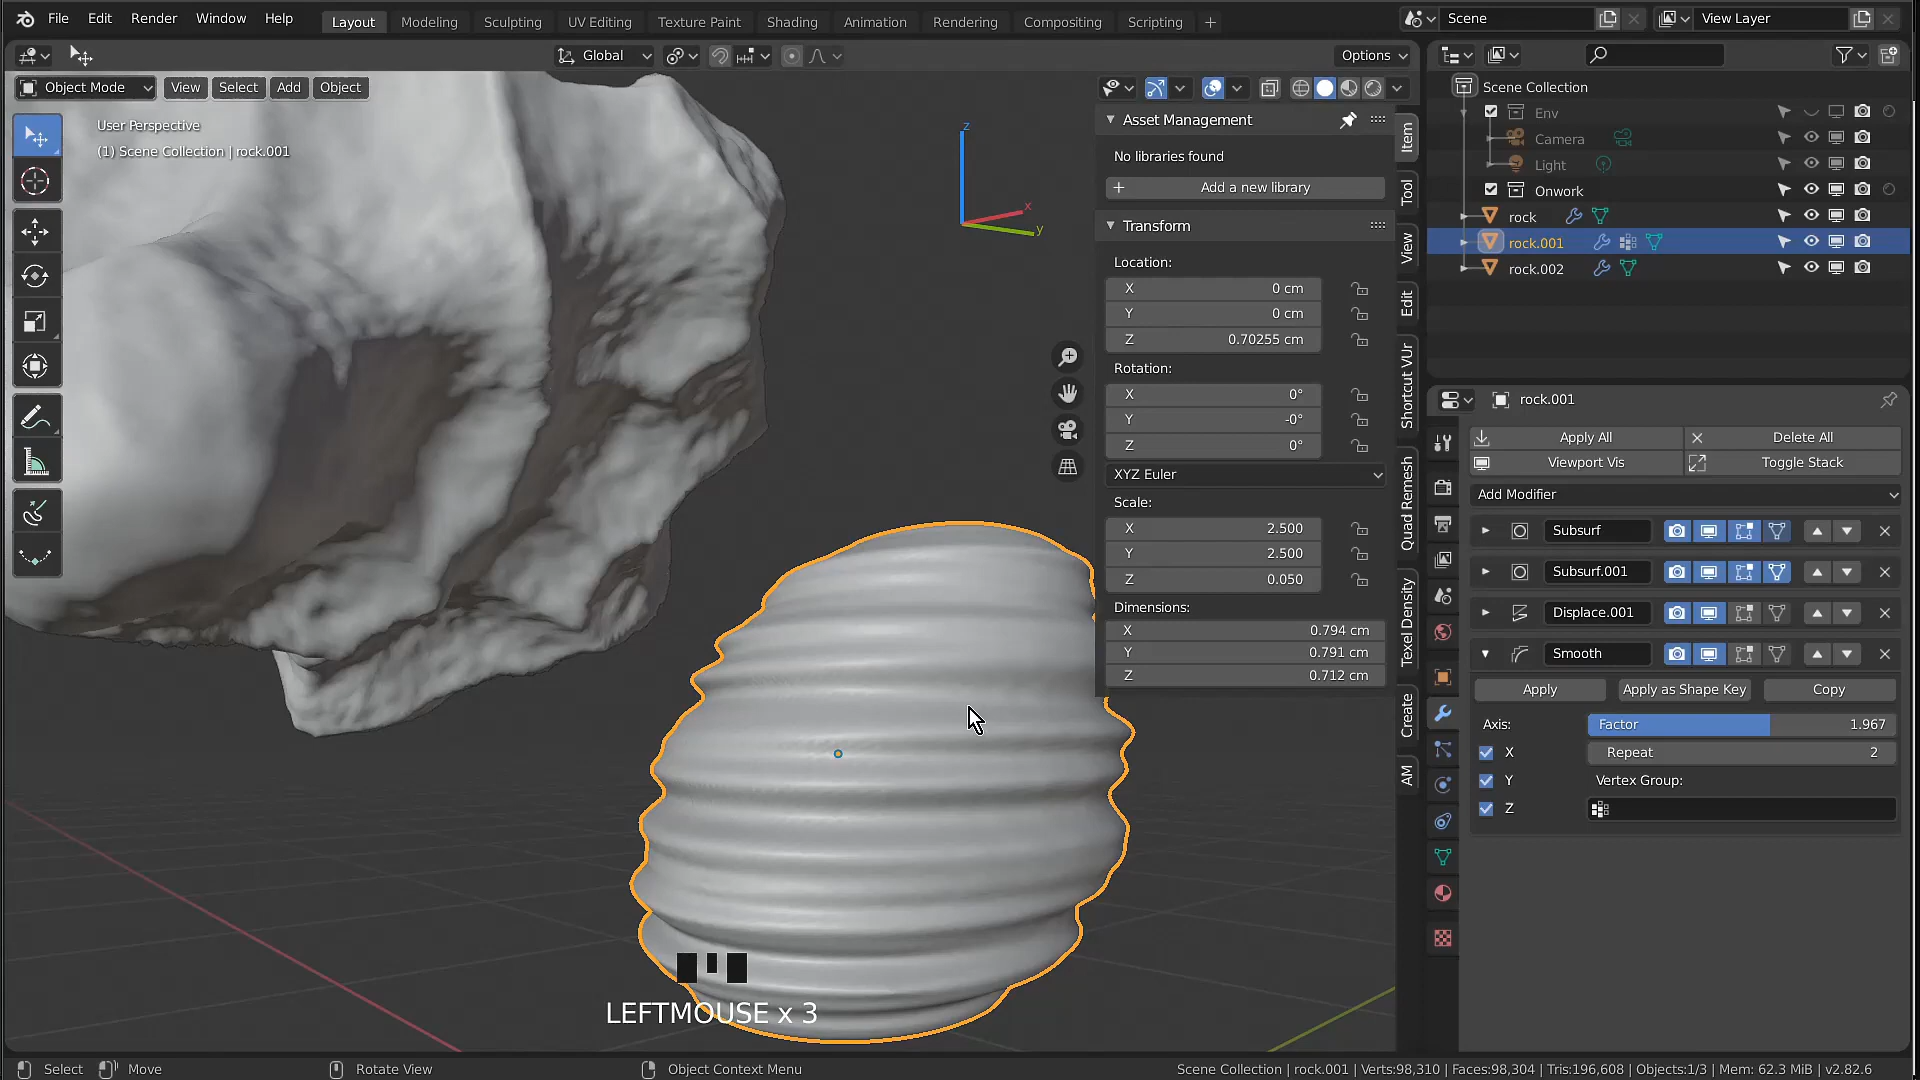 File Edit Render Window Help Layout Modeling Sculpting UV Editing Texture Paint Shading Animation Rendering Compositing Scripting + Scene View Layer
Global Options
Object Mode View Select Add Object
User Perspective
(1) Scene Collection | rock.001
z
x
y
Asset Management
No libraries found
+ Add a new library
Transform
Location:
X 0 cm
Y 0 cm
Z 0.70255 cm
Rotation:
X 0°
Y -0°
Z 0°
XYZ Euler
Scale:
X 2.500
Y 2.500
Z 0.050
Dimensions:
X 0.794 cm
Y 0.791 cm
Z 0.712 cm
Item
Tool
View
Edit
Shortcut VUr
Quad Remesh
Texel Density
Create
AM
Scene Collection
Env
Camera
Light
Onwork
rock
rock.001
rock.002
rock.001
Apply All Delete All
Viewport Vis Toggle Stack
Add Modifier
Subsurf
Subsurf.001
Displace.001
Smooth
Apply Apply as Shape Key Copy
Axis: Factor 1.967
X Repeat 2
Y Vertex Group:
Z
LEFTMOUSE x 3
Select Move Rotate View Object Context Menu Scene Collection | rock.001 | Verts:98,310 | Faces:98,304 | Tris:196,608 | Objects:1/3 | Mem: 62.3 MiB | v2.82.6